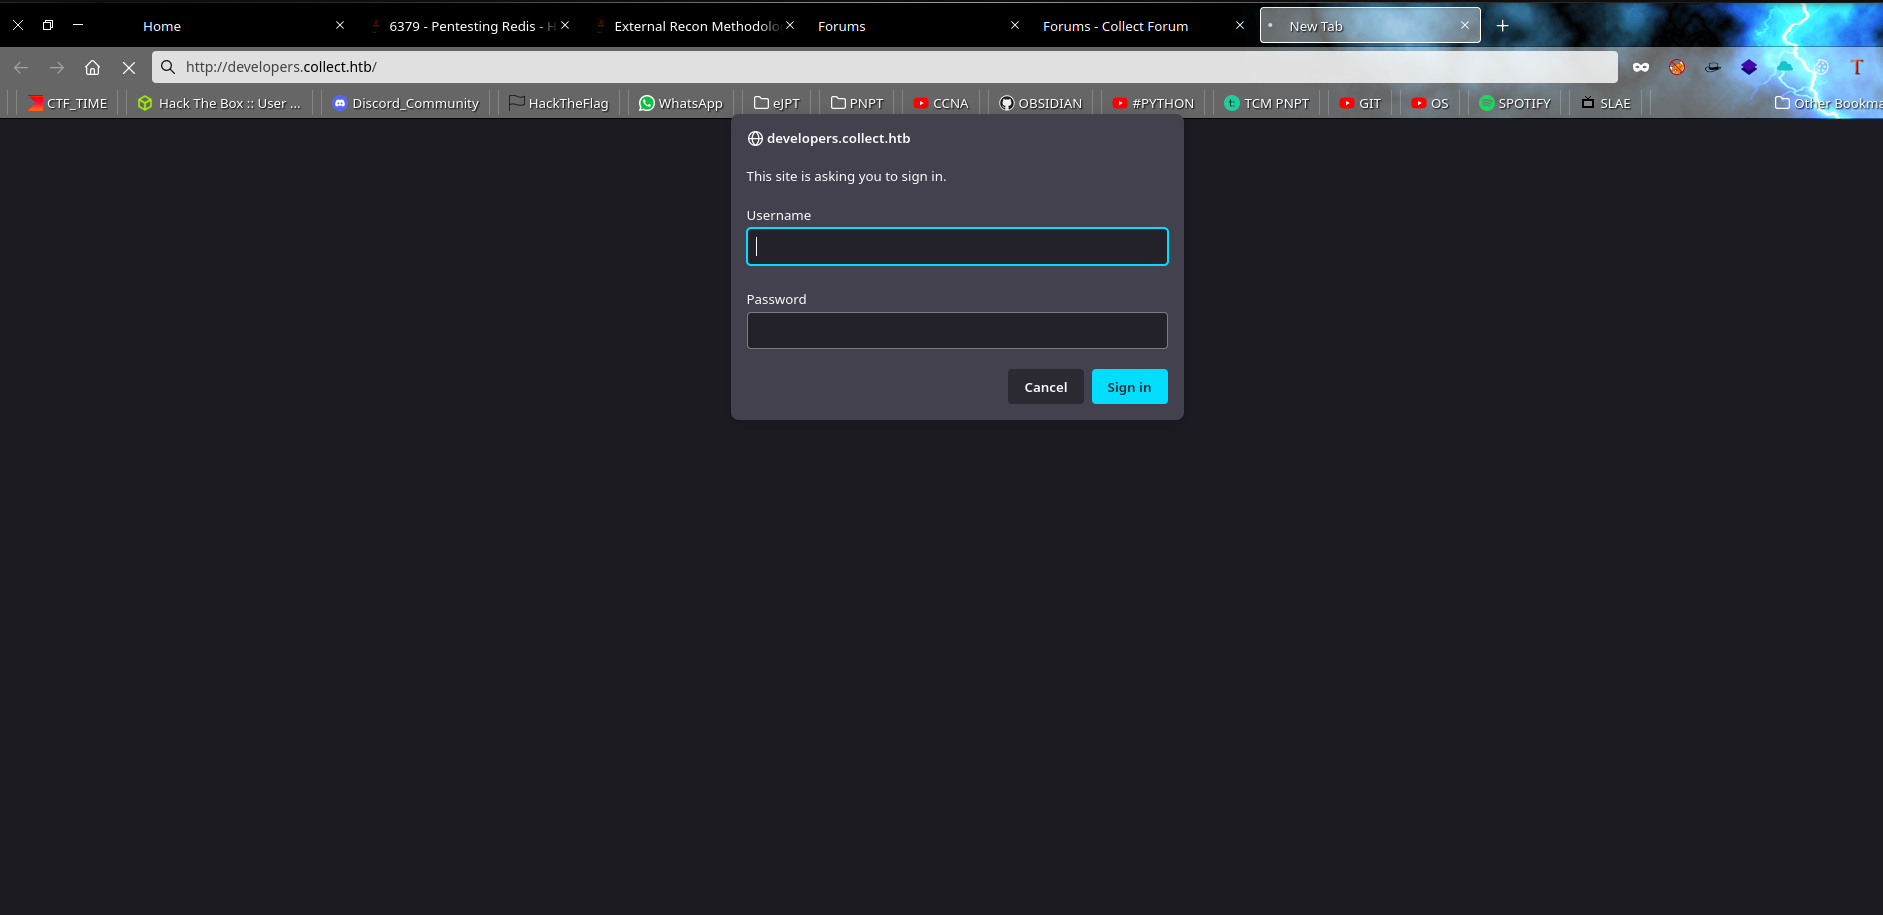 Home
6379 - Pentesting Redis - H
External Recon Methodolo
Forums
Forums - Collect Forum
New Tab
http://developers.collect.htb/
CTF_TIME
Hack The Box :: User ...
Discord_Community
HackTheFlag
WhatsApp
eJPT
PNPT
CCNA
OBSIDIAN
#PYTHON
TCM PNPT
GIT
OS
SPOTIFY
SLAE
Other Bookma
developers.collect.htb
This site is asking you to sign in.
Username
Password
Cancel
Sign in